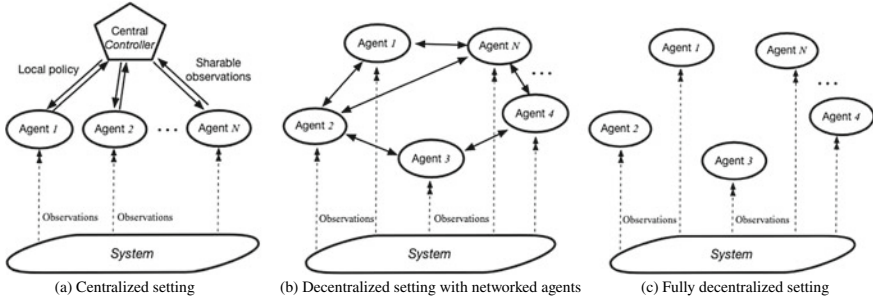 Central
Controller
Local policy
Sharable
observations
Agent 1
Agent 2
...
Agent N
Observations
Observations
System
(a) Centralized setting
Agent 1
Agent N
...
Agent 2
Agent 4
Agent 3
Observations
Observations
System
(b) Decentralized setting with networked agents
Agent 1
Agent N
...
Agent 2
Agent 4
Agent 3
Observations
Observations
System
(c) Fully decentralized setting